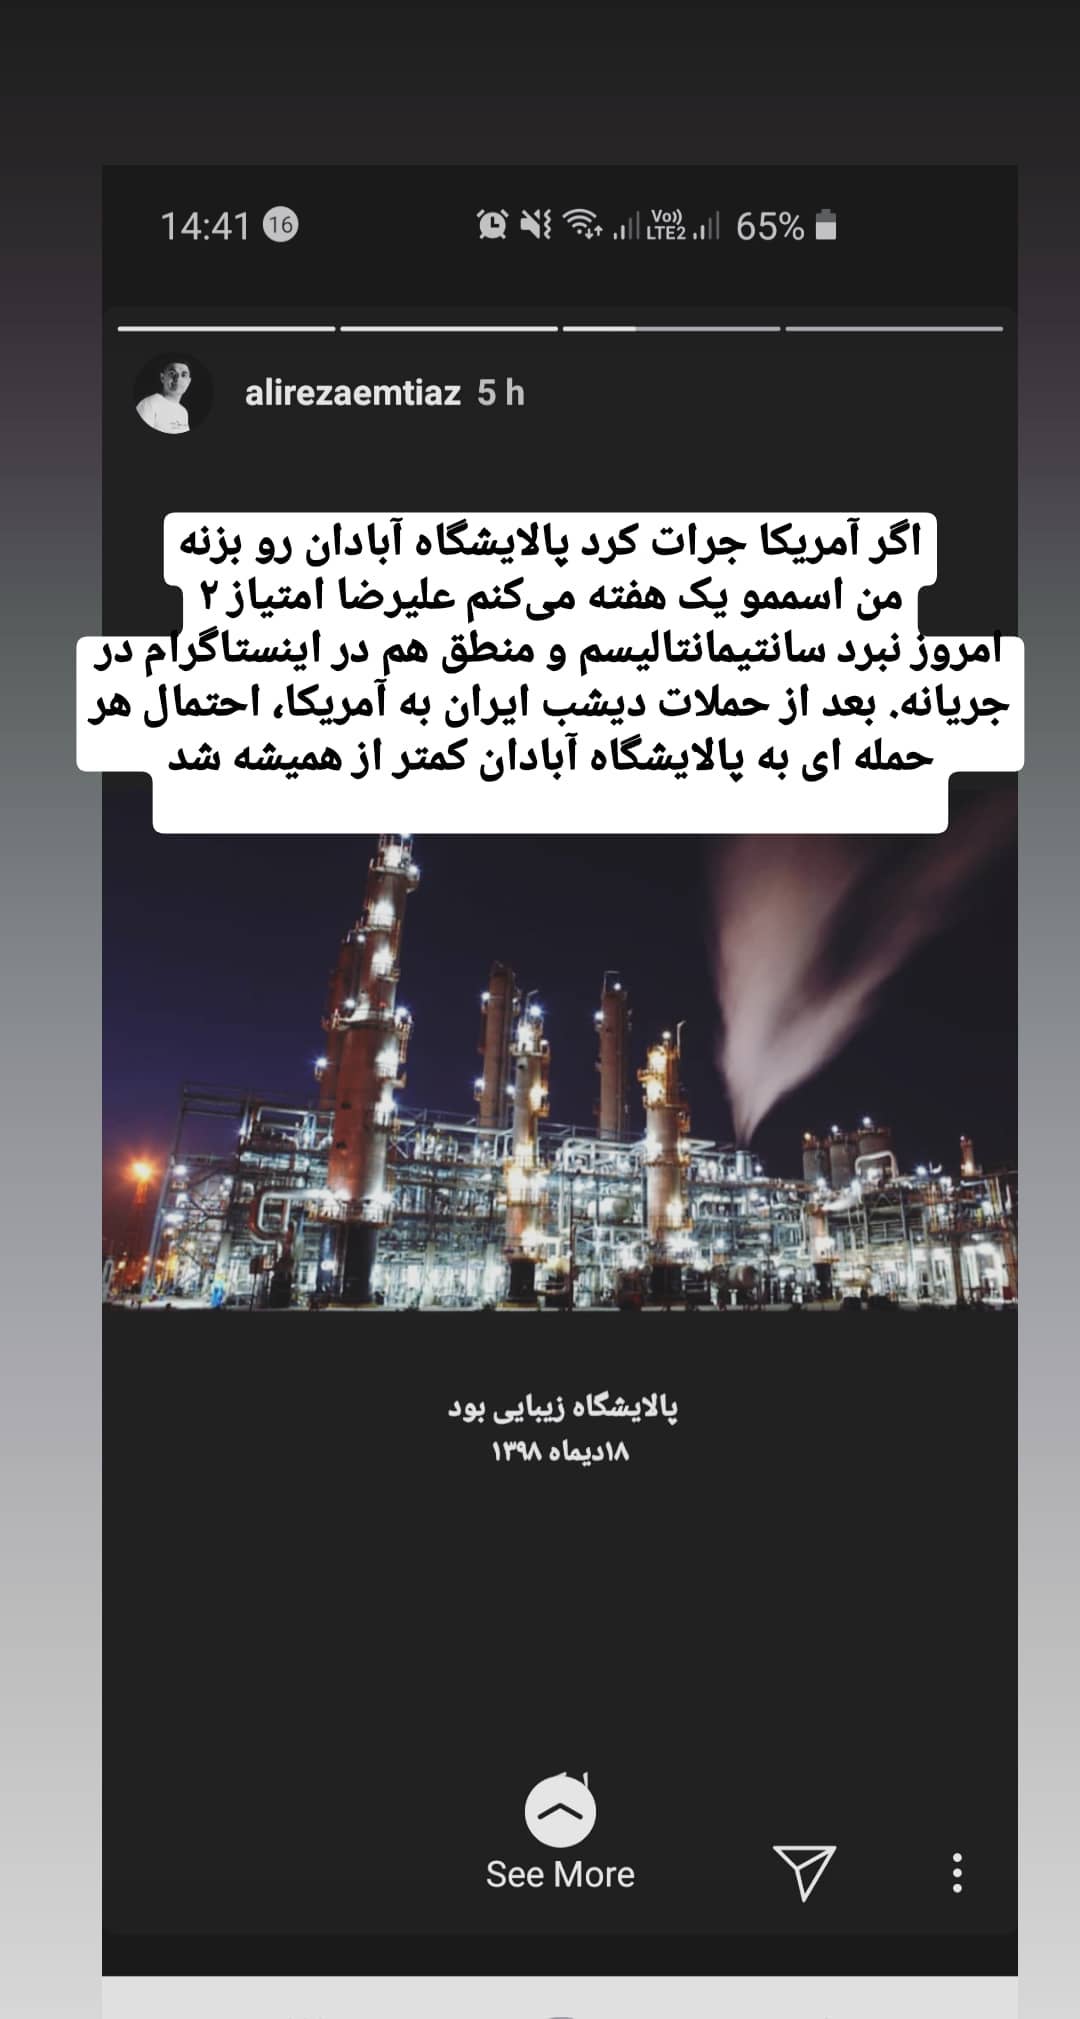 14:41 16 Vo)) LTE2 65%
alirezaemtiaz 5 h
اگر آمریکا جرات کرد پالایشگاه آبادان رو بزنه
من اسممو یک هفته می‌کنم علیرضا امتیاز ۲
امروز نبرد سانتیمانتالیسم و منطق هم در اینستاگرام در
جریانه. بعد از حملات دیشب ایران به آمریکا، احتمال هر
حمله ای به پالایشگاه آبادان کمتر از همیشه شد
پالایشگاه زیبایی بود
۱۸دیماه ۱۳۹۸
See More